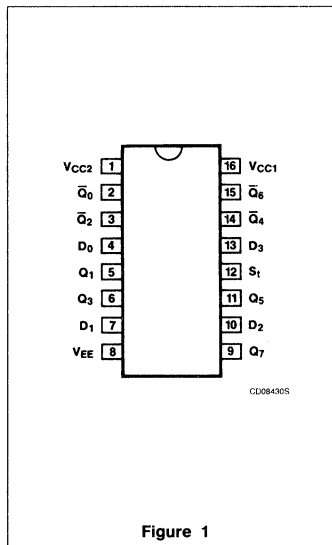 VCC2 1 16 VCC1
Q̅0 2 15 Q̅6
Q̅2 3 14 Q̅4
D0 4 13 D3
Q1 5 12 St
Q3 6 11 Q5
D1 7 10 D2
VEE 8 9 Q7
CD08430S
Figure 1